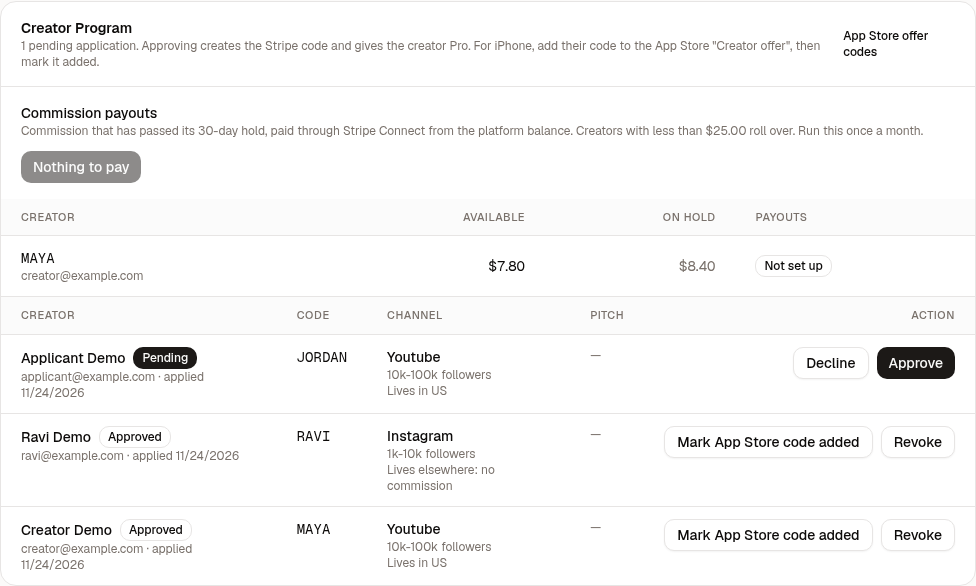 Creator Program
1 pending application. Approving creates the Stripe code and gives the creator Pro. For iPhone, add their code to the App Store "Creator offer", then
mark it added.
App Store offer
codes
Commission payouts
Commission that has passed its 30-day hold, paid through Stripe Connect from the platform balance. Creators with less than $25.00 roll over. Run this once a month.
Nothing to pay
CREATOR AVAILABLE ON HOLD PAYOUTS
MAYA
creator@example.com
$7.80 $8.40 Not set up
CREATOR CODE CHANNEL PITCH ACTION
Applicant Demo Pending
applicant@example.com · applied
11/24/2026
JORDAN
Youtube
10k-100k followers
Lives in US
—
Decline Approve
Ravi Demo Approved
ravi@example.com · applied 11/24/2026
RAVI
Instagram
1k-10k followers
Lives elsewhere: no
commission
—
Mark App Store code added Revoke
Creator Demo Approved
creator@example.com · applied
11/24/2026
MAYA
Youtube
10k-100k followers
Lives in US
—
Mark App Store code added Revoke